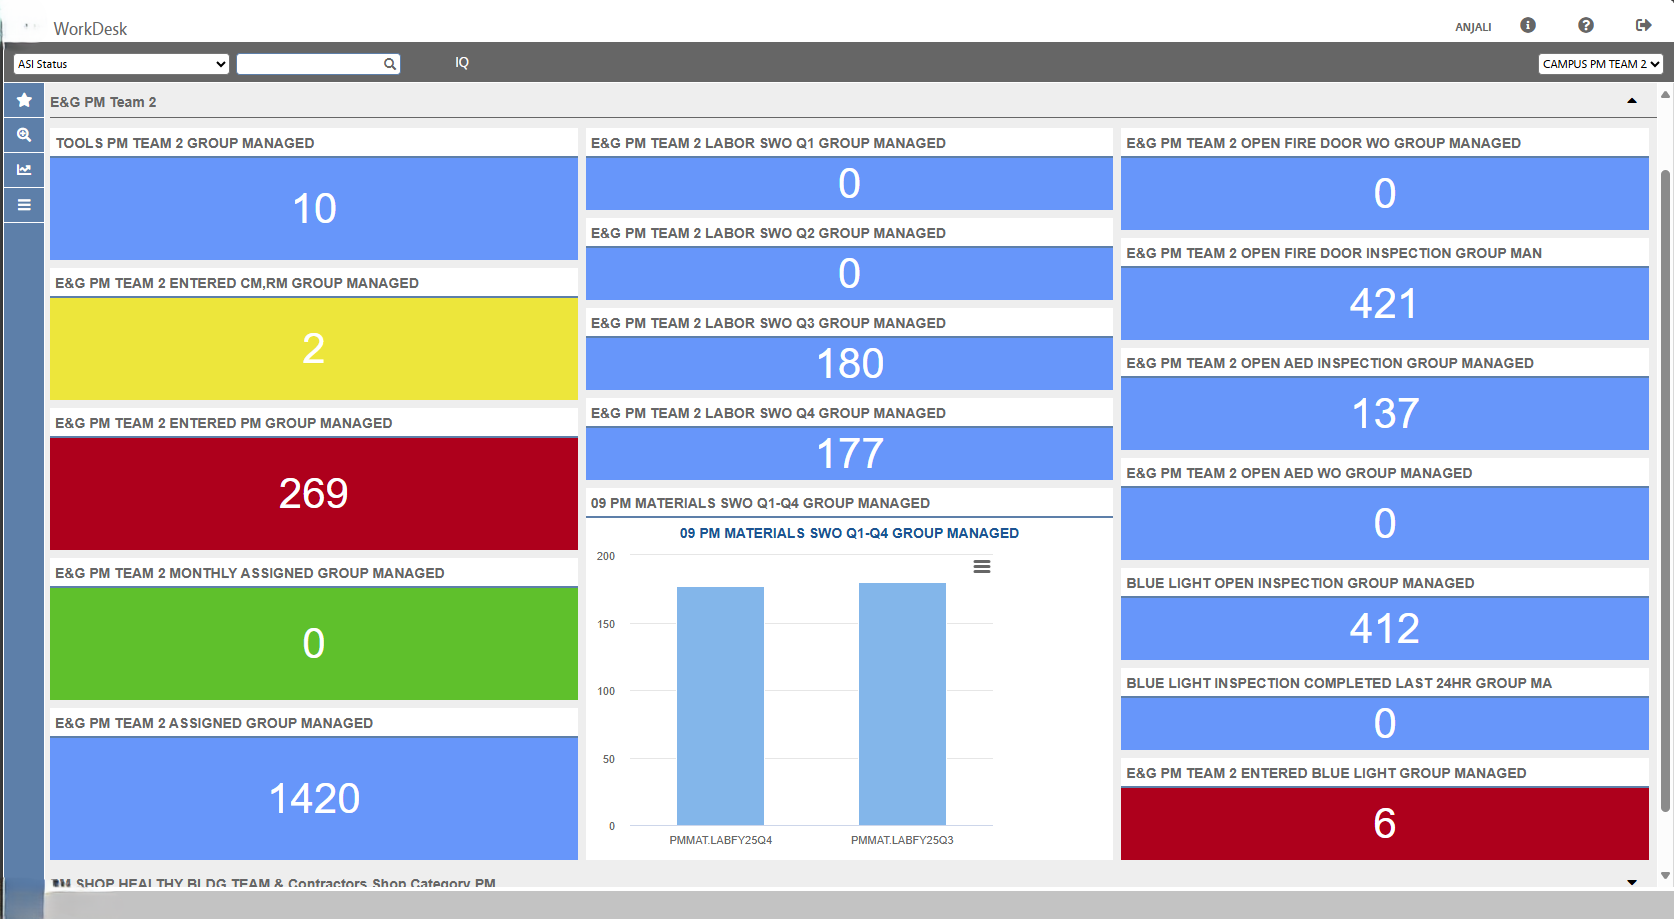 WorkDesk
ANJALI
ASI Status
IQ
CAMPUS PM TEAM 2
E&G PM Team 2
TOOLS PM TEAM 2 GROUP MANAGED
10
E&G PM TEAM 2 ENTERED CM,RM GROUP MANAGED
2
E&G PM TEAM 2 ENTERED PM GROUP MANAGED
269
E&G PM TEAM 2 MONTHLY ASSIGNED GROUP MANAGED
0
E&G PM TEAM 2 ASSIGNED GROUP MANAGED
1420
E&G PM TEAM 2 LABOR SWO Q1 GROUP MANAGED
0
E&G PM TEAM 2 LABOR SWO Q2 GROUP MANAGED
0
E&G PM TEAM 2 LABOR SWO Q3 GROUP MANAGED
180
E&G PM TEAM 2 LABOR SWO Q4 GROUP MANAGED
177
09 PM MATERIALS SWO Q1-Q4 GROUP MANAGED
09 PM MATERIALS SWO Q1-Q4 GROUP MANAGED
200
150
100
50
0
PMMAT.LABFY25Q4
PMMAT.LABFY25Q3
E&G PM TEAM 2 OPEN FIRE DOOR WO GROUP MANAGED
0
E&G PM TEAM 2 OPEN FIRE DOOR INSPECTION GROUP MAN
421
E&G PM TEAM 2 OPEN AED INSPECTION GROUP MANAGED
137
E&G PM TEAM 2 OPEN AED WO GROUP MANAGED
0
BLUE LIGHT OPEN INSPECTION GROUP MANAGED
412
BLUE LIGHT INSPECTION COMPLETED LAST 24HR GROUP MA
0
E&G PM TEAM 2 ENTERED BLUE LIGHT GROUP MANAGED
6
SHOP HEALTHY BLDG TEAM & Contractors Shop Category PM